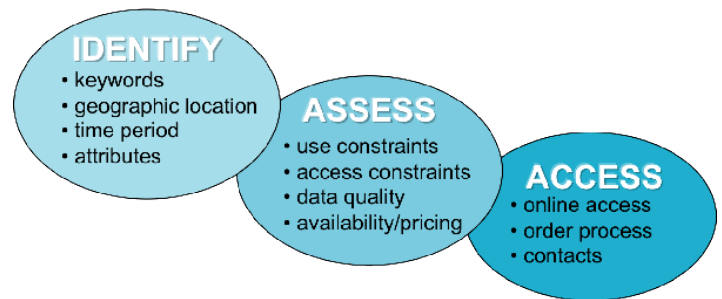 IDENTIFY
• keywords
• geographic location
• time period
• attributes
ASSESS
• use constraints
• access constraints
• data quality
• availability/pricing
ACCESS
• online access
• order process
• contacts